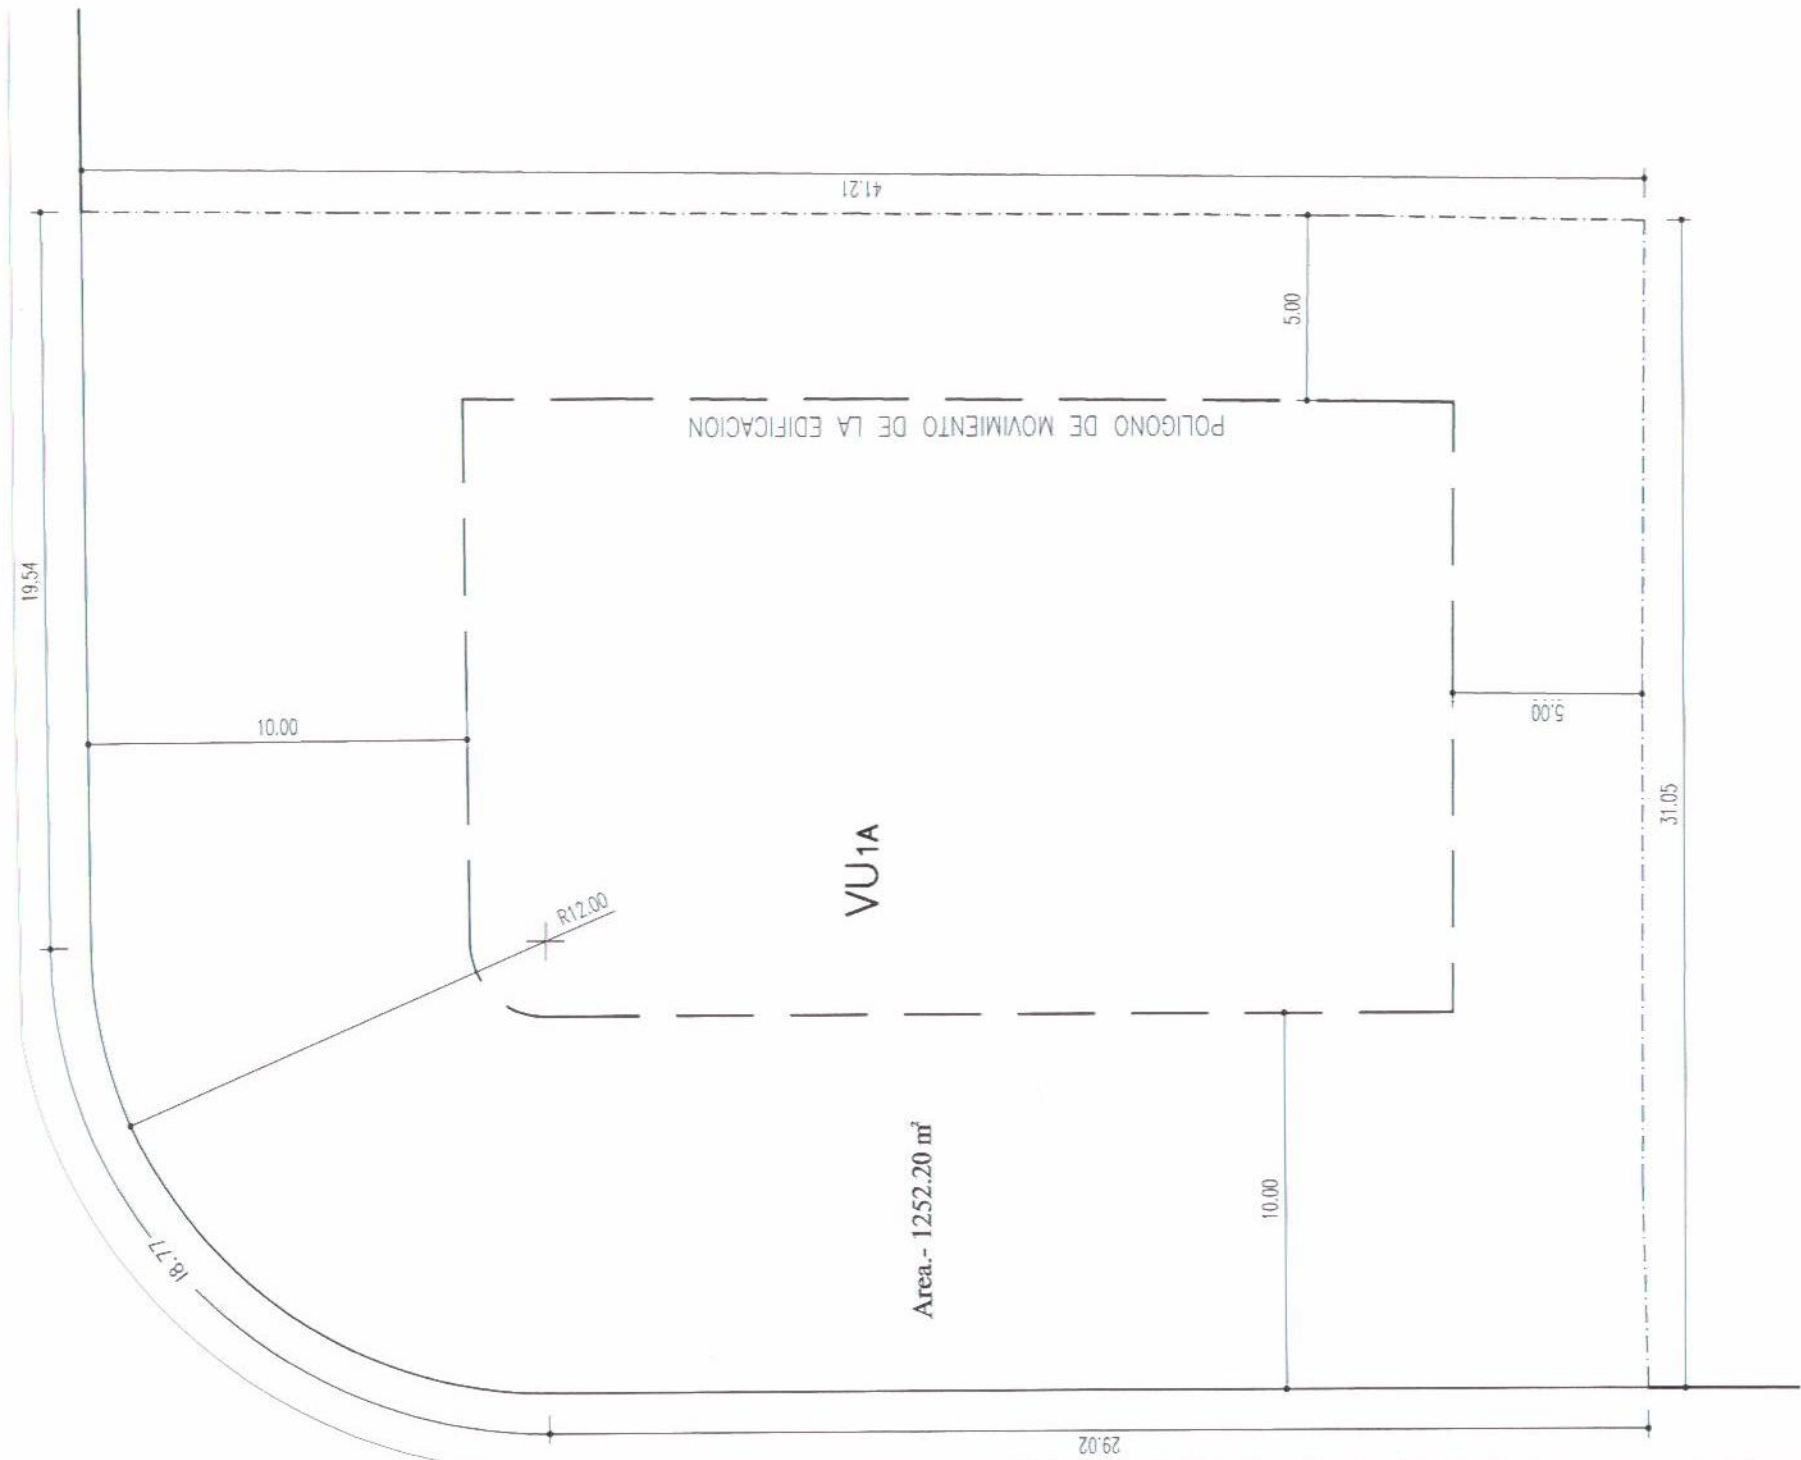 19.54
41.21
5.00
POLIGONO DE MOVIMIENTO DE LA EDIFICACION
10.00
5.00
31.05
R12.00
VU1A
18.77
Area.- 1252.20 m²
10.00
29.02